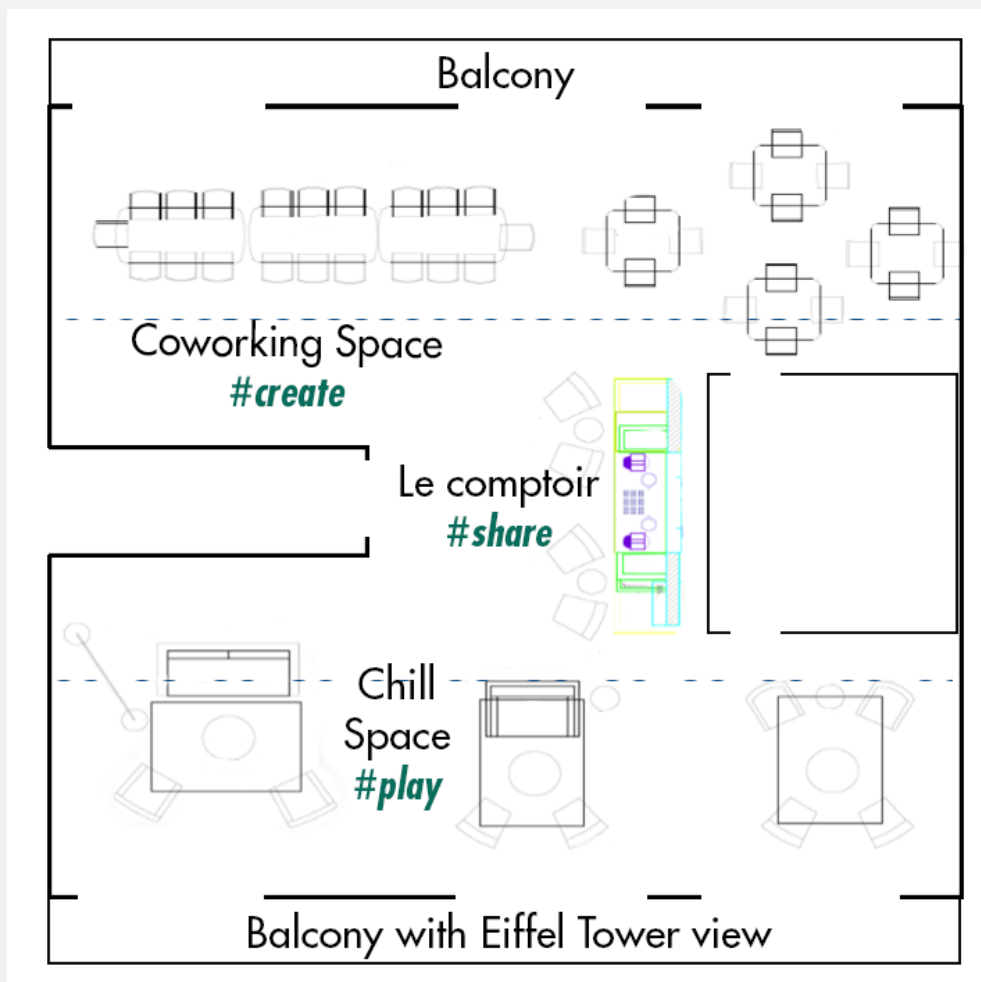 Balcony
Coworking Space
#create
Le comptoir
#share
Chill
Space
#play
Balcony with Eiffel Tower view